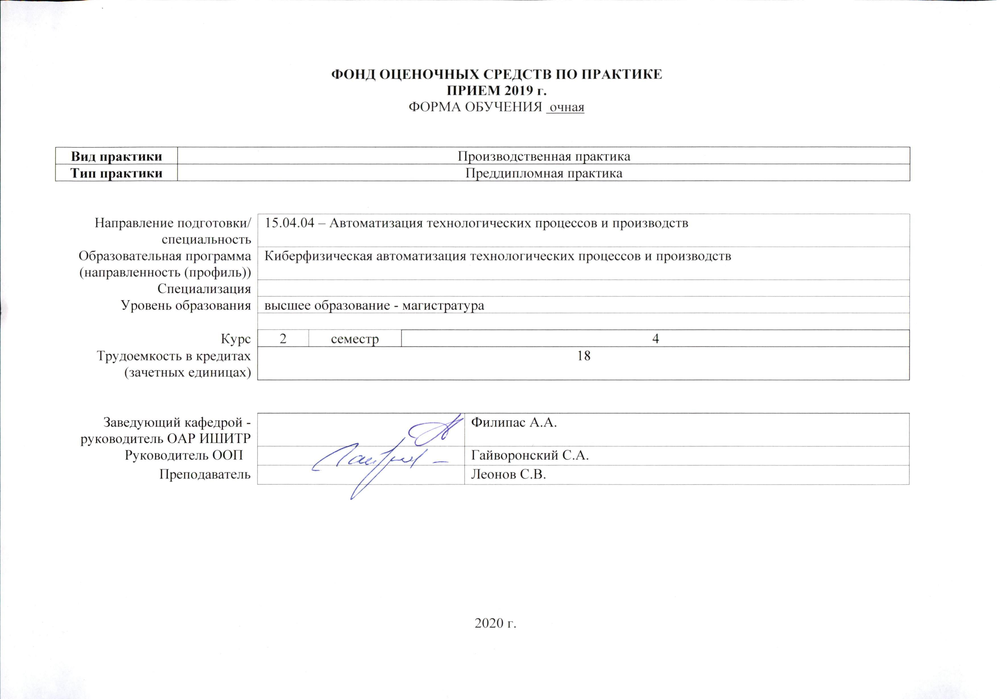 ФОНД ОЦЕНОЧНЫХ СРЕДСТВ ПО ПРАКТИКЕ
ПРИЕМ 2019 г.
ФОРМА ОБУЧЕНИЯ очная
Вид практики Производственная практика
Тип практики Преддипломная практика
Направление подготовки/ 15.04.04 – Автоматизация технологических процессов и производств
специальность
Образовательная программа Киберфизическая автоматизация технологических процессов и производств
(направленность (профиль))
Специализация
Уровень образования высшее образование - магистратура
Курс 2 семестр 4
Трудоемкость в кредитах 18
(зачетных единицах)
Заведующий кафедрой - Филипас А.А.
руководитель ОАР ИШИТР
Руководитель ООП Гайворонский С.А.
Преподаватель Леонов С.В.
2020 г.